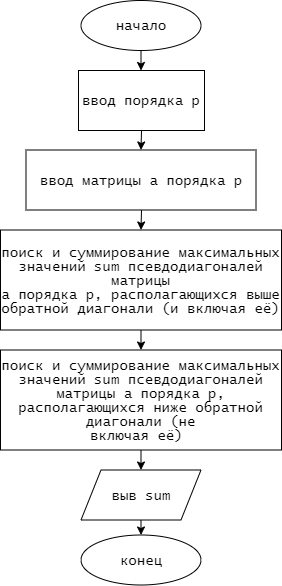 начало
ввод порядка р
ввод матрицы а порядка р
поиск и суммирование максимальных
значений sum псевдодиагоналей
матрицы
а порядка р, располагающихся выше
обратной диагонали (и включая её)
поиск и суммирование максимальных
значений sum псевдодиагоналей
матрицы а порядка р,
располагающихся ниже обратной
диагонали (не
включая её)
выв sum
конец